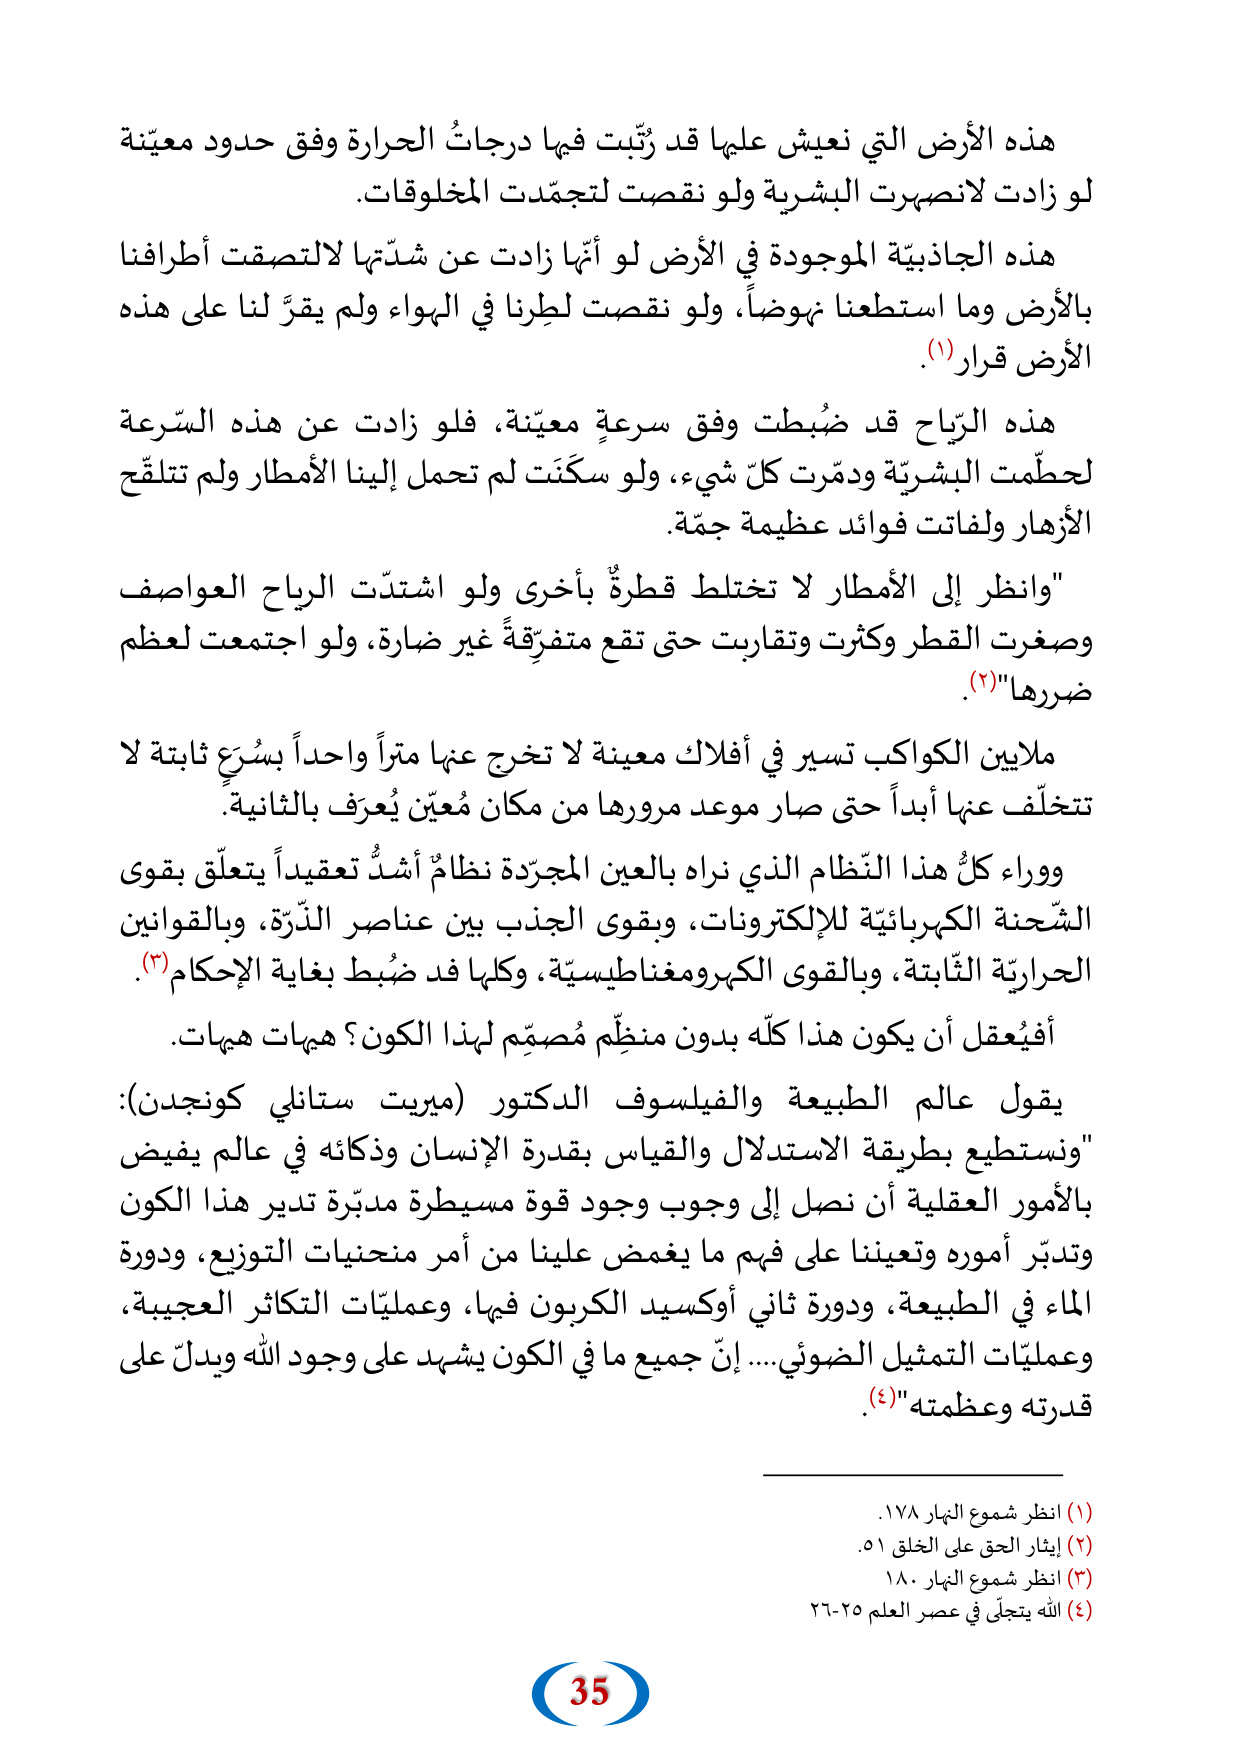 هذه الأرض التي نعيش عليها قد رُتّبت فيها درجاتُ الحرارة وفق حدود معيّنة
لو زادت لانصهرت البشرية ولو نقصت لتجمّدت المخلوقات.
هذه الجاذبيّة الموجودة في الأرض لو أنّها زادت عن شدّتها لالتصقت أطرافنا
بالأرض وما استطعنا نهوضاً، ولو نقصت لطِرنا في الهواء ولم يقرَّ لنا على هذه
الأرض قرار(١).
هذه الرّياح قد ضُبطت وفق سرعةٍ معيّنة، فلو زادت عن هذه السّرعة
لحطّمت البشريّة ودمّرت كلّ شيء، ولو سكَنَت لم تحمل إلينا الأمطار ولم تتلقّح
الأزهار ولفاتت فوائد عظيمة جمّة.
"وانظر إلى الأمطار لا تختلط قطرةٌ بأخرى ولو اشتدّت الرياح العواصف
وصغرت القطر وكثرت وتقاربت حتى تقع متفرِّقةً غير ضارة، ولو اجتمعت لعظم
ضررها"(٢).
ملايين الكواكب تسير في أفلاك معينة لا تخرج عنها متراً واحداً بسُرَعٍ ثابتة لا
تتخلّف عنها أبداً حتى صار موعد مرورها من مكان مُعيّن يُعرَف بالثانية.
ووراء كلُّ هذا النّظام الذي نراه بالعين المجرّدة نظامٌ أشدُّ تعقيداً يتعلّق بقوى
الشّحنة الكهربائيّة للإلكترونات، وبقوى الجذب بين عناصر الذّرّة، وبالقوانين
الحراريّة الثّابتة، وبالقوى الكهرومغناطيسيّة، وكلها فد ضُبط بغاية الإحكام(٣).
أفيُعقل أن يكون هذا كلّه بدون منظِّم مُصمِّم لهذا الكون؟ هيهات هيهات.
يقول عالم الطبيعة والفيلسوف الدكتور (ميريت ستانلي كونجدن):
"ونستطيع بطريقة الاستدلال والقياس بقدرة الإنسان وذكائه في عالم يفيض
بالأمور العقلية أن نصل إلى وجوب وجود قوة مسيطرة مدبّرة تدير هذا الكون
وتدبّر أموره وتعيننا على فهم ما يغمض علينا من أمر منحنيات التوزيع، ودورة
الماء في الطبيعة، ودورة ثاني أوكسيد الكربون فيها، وعمليّات التكاثر العجيبة،
وعمليّات التمثيل الضوئي.... إنّ جميع ما في الكون يشهد على وجود الله ويدلّ على
قدرته وعظمته"(٤).
(١) انظر شموع النهار ١٧٨.
(٢) إيثار الحق على الخلق ٥١.
(٣) انظر شموع النهار ١٨٠
(٤) الله يتجلّى في عصر العلم ٢٥-٢٦
35